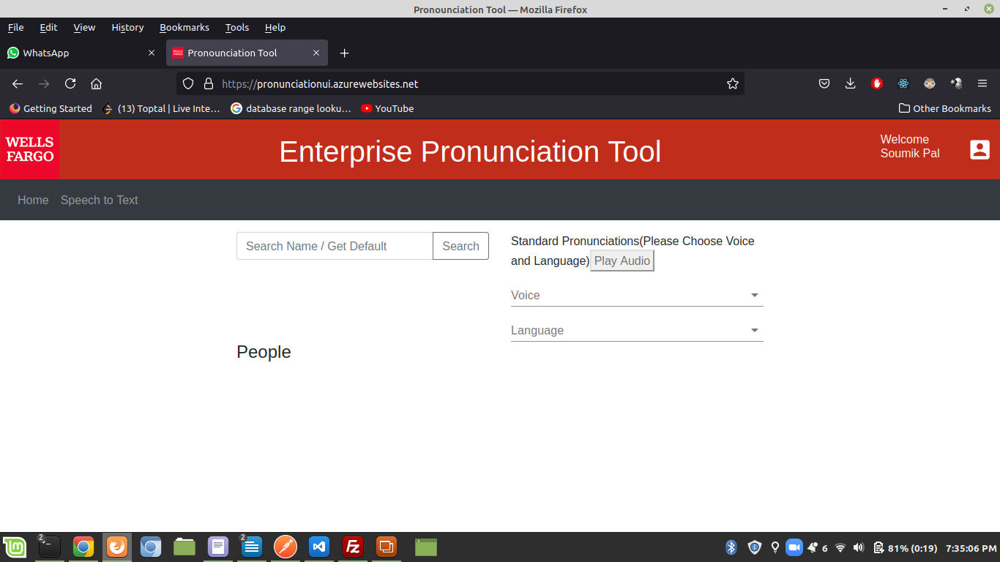 Pronounciation Tool — Mozilla Firefox
File Edit View History Bookmarks Tools Help
WhatsApp
Pronounciation Tool
https://pronunciationui.azurewebsites.net
Getting Started
(13) Toptal | Live Inte…
database range looku…
YouTube
Other Bookmarks
WELLS
FARGO
Enterprise Pronunciation Tool
Welcome
Soumik Pal
Home Speech to Text
Search Name / Get Default Search
Standard Pronunciations(Please Choose Voice
and Language) Play Audio
Voice
Language
People
2
2
6
81% (0:19)
7:35:06 PM